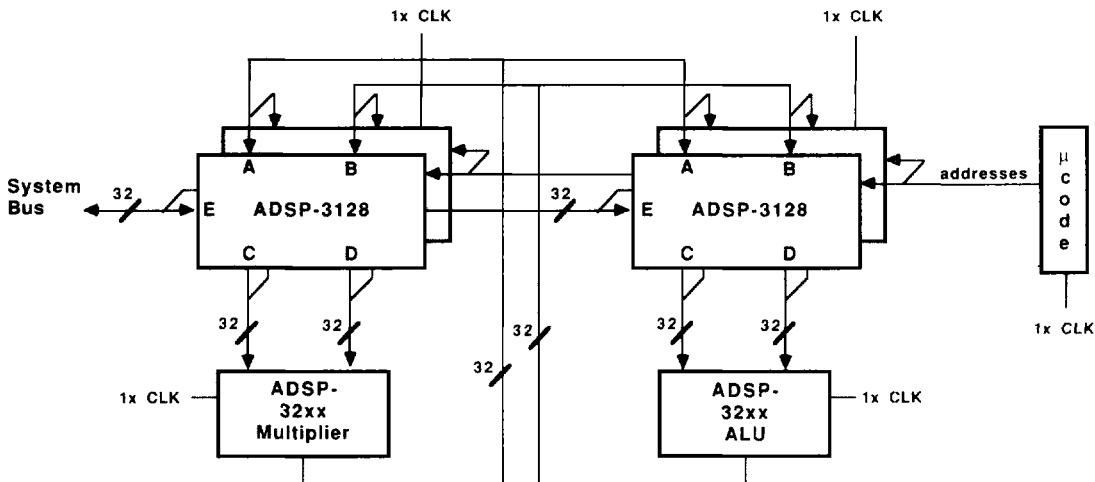 1x CLK
1x CLK
A
B
A
B
addresses
μ
c
o
d
e
System
Bus
32
E
ADSP-3128
32
E
ADSP-3128
C
D
C
D
1x CLK
32
32
32
32
32
32
1x CLK
ADSP-
32xx
Multiplier
ADSP-
32xx
ALU
1x CLK